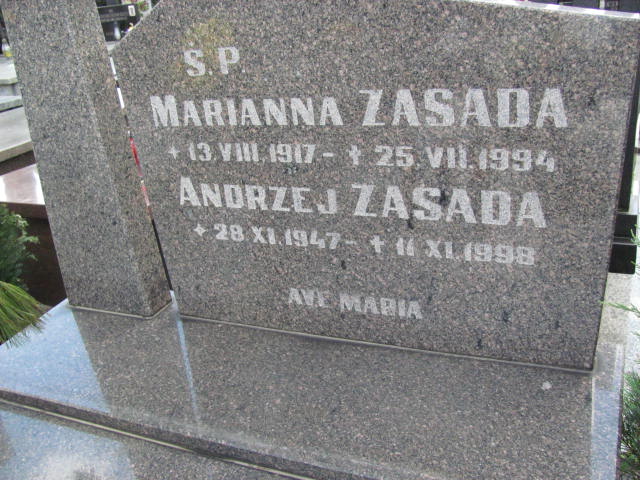 S.P
MARIANNA ZASADA
+ 13.VIII.1917 - + 25.VII.1994
ANDRZEJ ZASADA
+ 28 XI.1947 - + 11 XI.1998
AVE MARIA